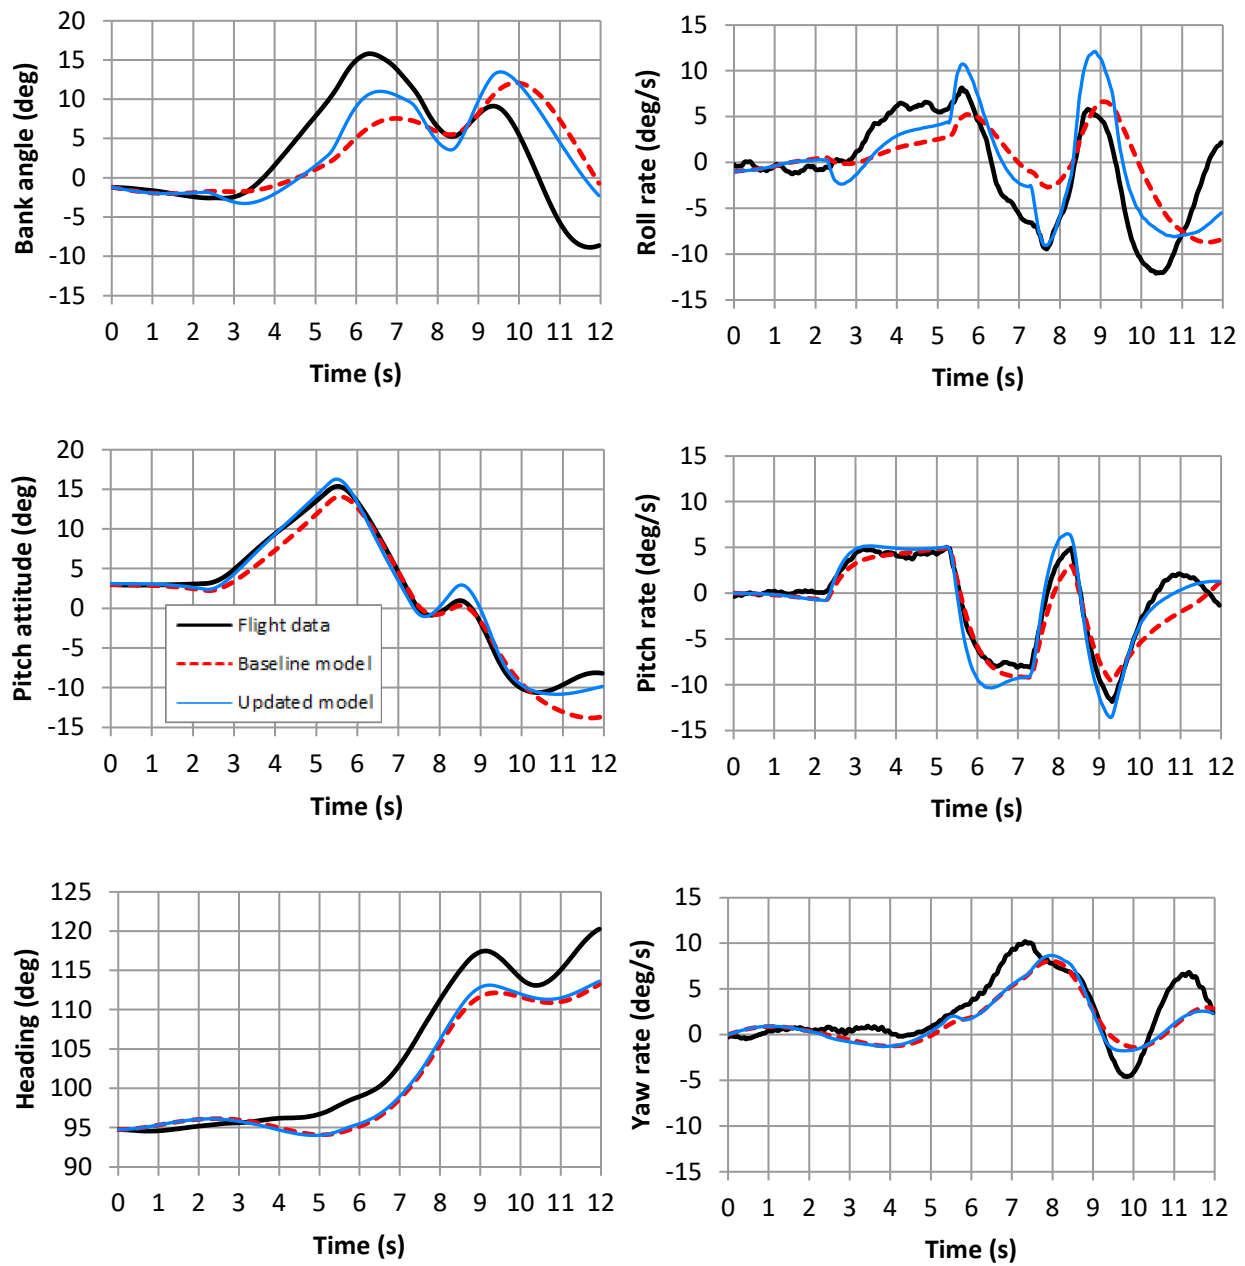 Bank angle (deg)
20
15
10
5
0
-5
-10
-15
0 1 2 3 4 5 6 7 8 9 10 11 12
Time (s)
Roll rate (deg/s)
15
10
5
0
-5
-10
-15
0 1 2 3 4 5 6 7 8 9 10 11 12
Time (s)
Pitch attitude (deg)
20
15
10
5
0
-5
-10
-15
Flight data
Baseline model
Updated model
0 1 2 3 4 5 6 7 8 9 10 11 12
Time (s)
Pitch rate (deg/s)
15
10
5
0
-5
-10
-15
0 1 2 3 4 5 6 7 8 9 10 11 12
Time (s)
Heading (deg)
125
120
115
110
105
100
95
90
0 1 2 3 4 5 6 7 8 9 10 11 12
Time (s)
Yaw rate (deg/s)
15
10
5
0
-5
-10
-15
0 1 2 3 4 5 6 7 8 9 10 11 12
Time (s)